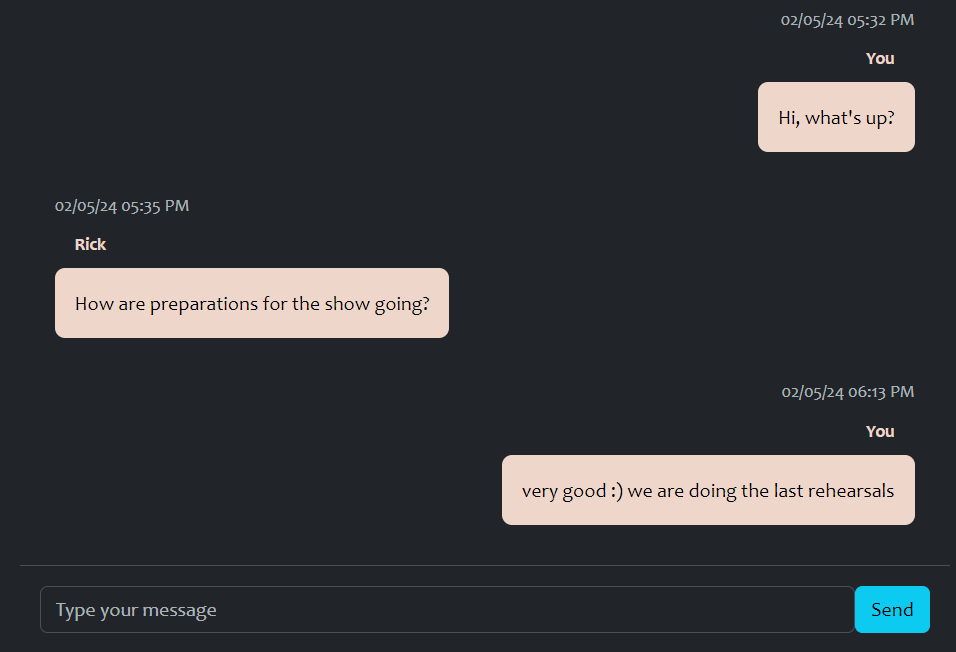 02/05/24 05:32 PM
You
Hi, what's up?
02/05/24 05:35 PM
Rick
How are preparations for the show going?
02/05/24 06:13 PM
You
very good :) we are doing the last rehearsals
Type your message
Send